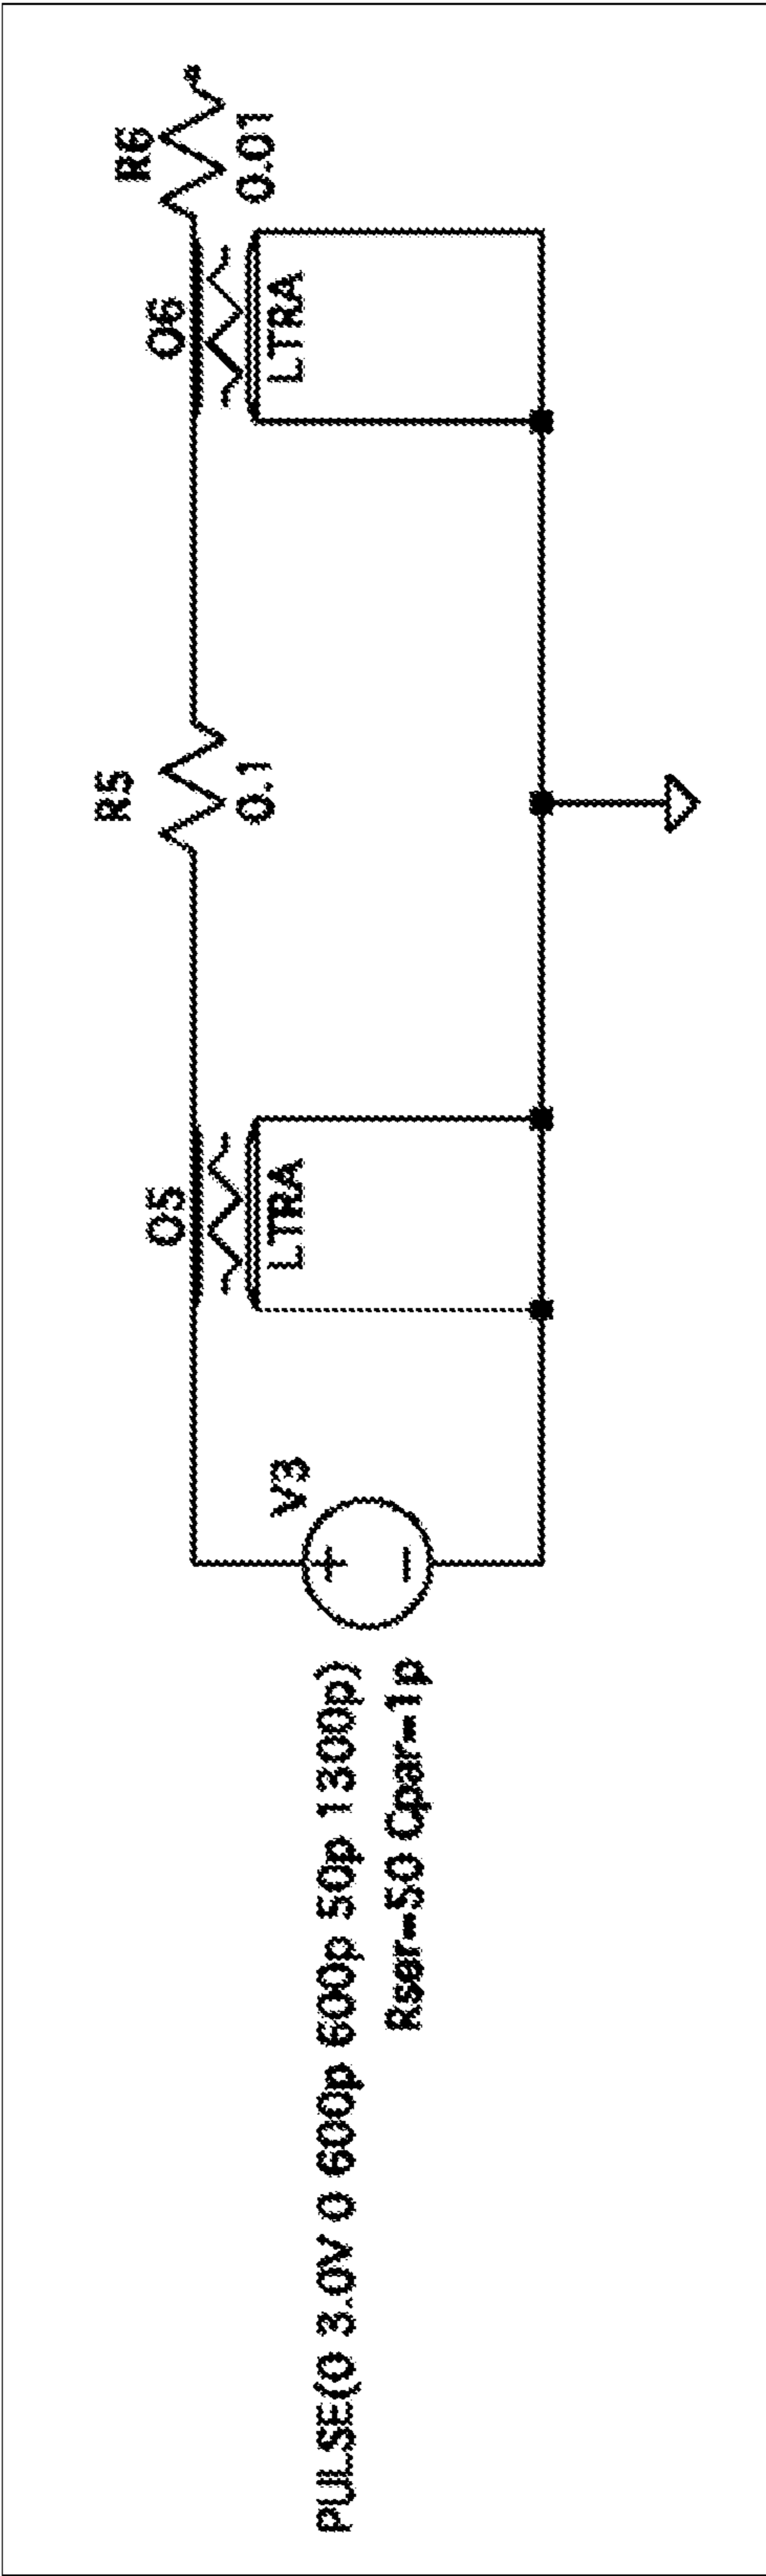 R5
R6
O5
O6
0.1
0.01
LTRA
LTRA
V3
PULSE(0 3.0V 0 600p 600p 50p 1300p)
Rser=50 Cpar=1p